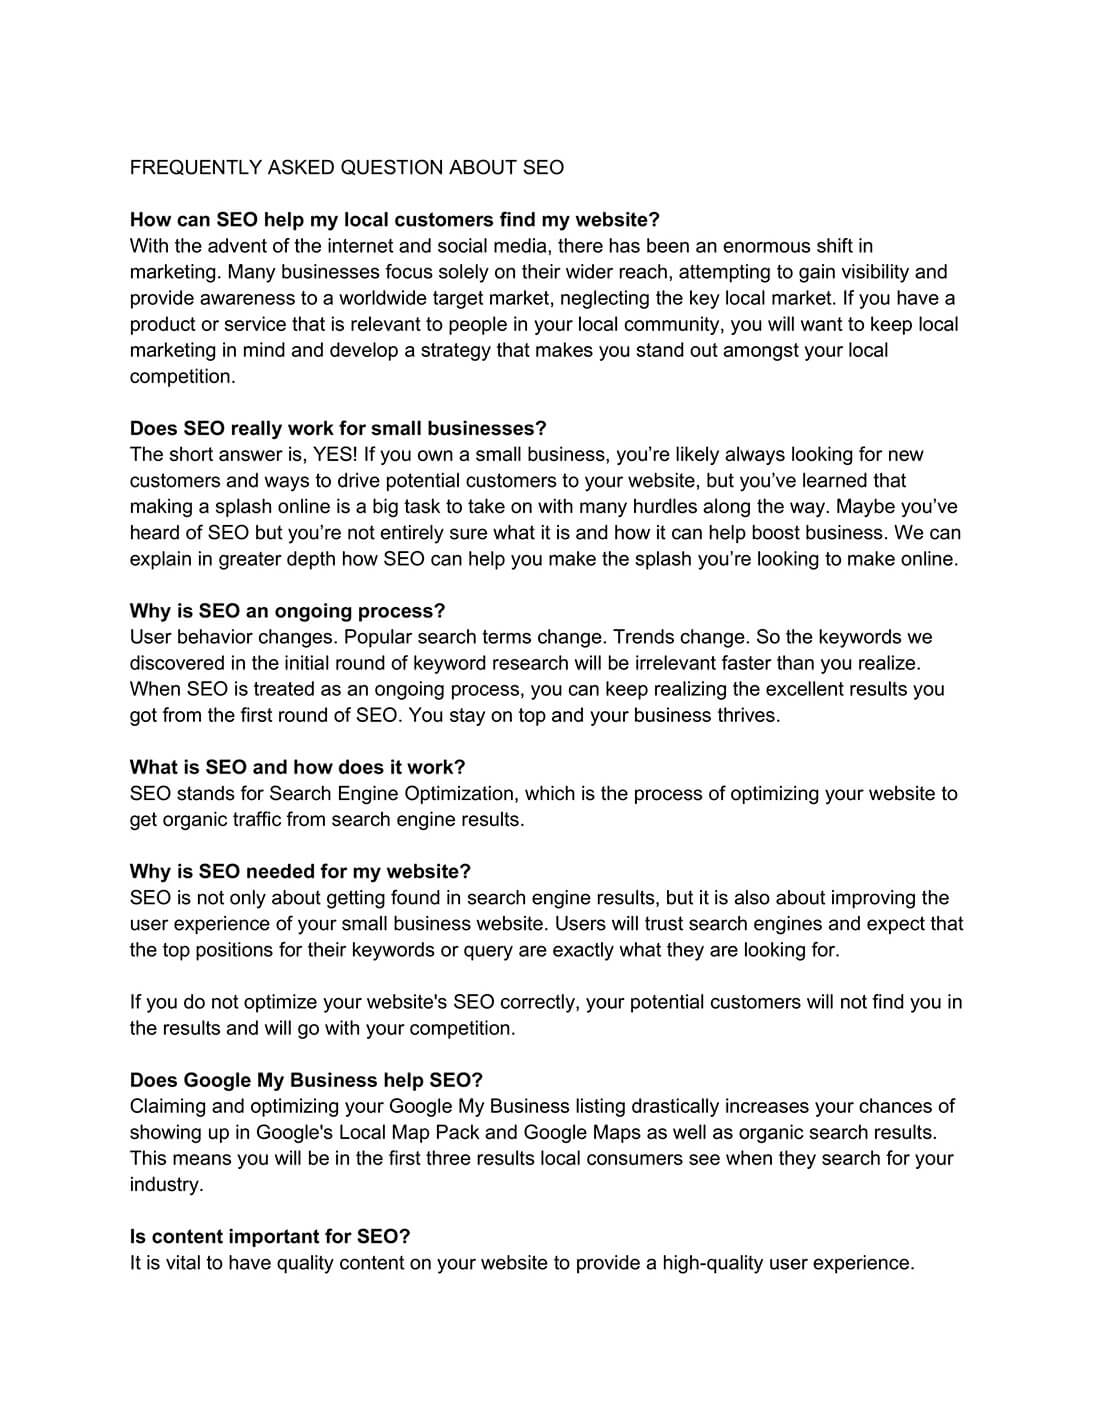 FREQUENTLY ASKED QUESTION ABOUT SEO
How can SEO help my local customers find my website?
With the advent of the internet and social media, there has been an enormous shift in
marketing. Many businesses focus solely on their wider reach, attempting to gain visibility and
provide awareness to a worldwide target market, neglecting the key local market. If you have a
product or service that is relevant to people in your local community, you will want to keep local
marketing in mind and develop a strategy that makes you stand out amongst your local
competition.
Does SEO really work for small businesses?
The short answer is, YES! If you own a small business, you’re likely always looking for new
customers and ways to drive potential customers to your website, but you’ve learned that
making a splash online is a big task to take on with many hurdles along the way. Maybe you’ve
heard of SEO but you’re not entirely sure what it is and how it can help boost business. We can
explain in greater depth how SEO can help you make the splash you’re looking to make online.
Why is SEO an ongoing process?
User behavior changes. Popular search terms change. Trends change. So the keywords we
discovered in the initial round of keyword research will be irrelevant faster than you realize.
When SEO is treated as an ongoing process, you can keep realizing the excellent results you
got from the first round of SEO. You stay on top and your business thrives.
What is SEO and how does it work?
SEO stands for Search Engine Optimization, which is the process of optimizing your website to
get organic traffic from search engine results.
Why is SEO needed for my website?
SEO is not only about getting found in search engine results, but it is also about improving the
user experience of your small business website. Users will trust search engines and expect that
the top positions for their keywords or query are exactly what they are looking for.
If you do not optimize your website's SEO correctly, your potential customers will not find you in
the results and will go with your competition.
Does Google My Business help SEO?
Claiming and optimizing your Google My Business listing drastically increases your chances of
showing up in Google's Local Map Pack and Google Maps as well as organic search results.
This means you will be in the first three results local consumers see when they search for your
industry.
Is content important for SEO?
It is vital to have quality content on your website to provide a high-quality user experience.